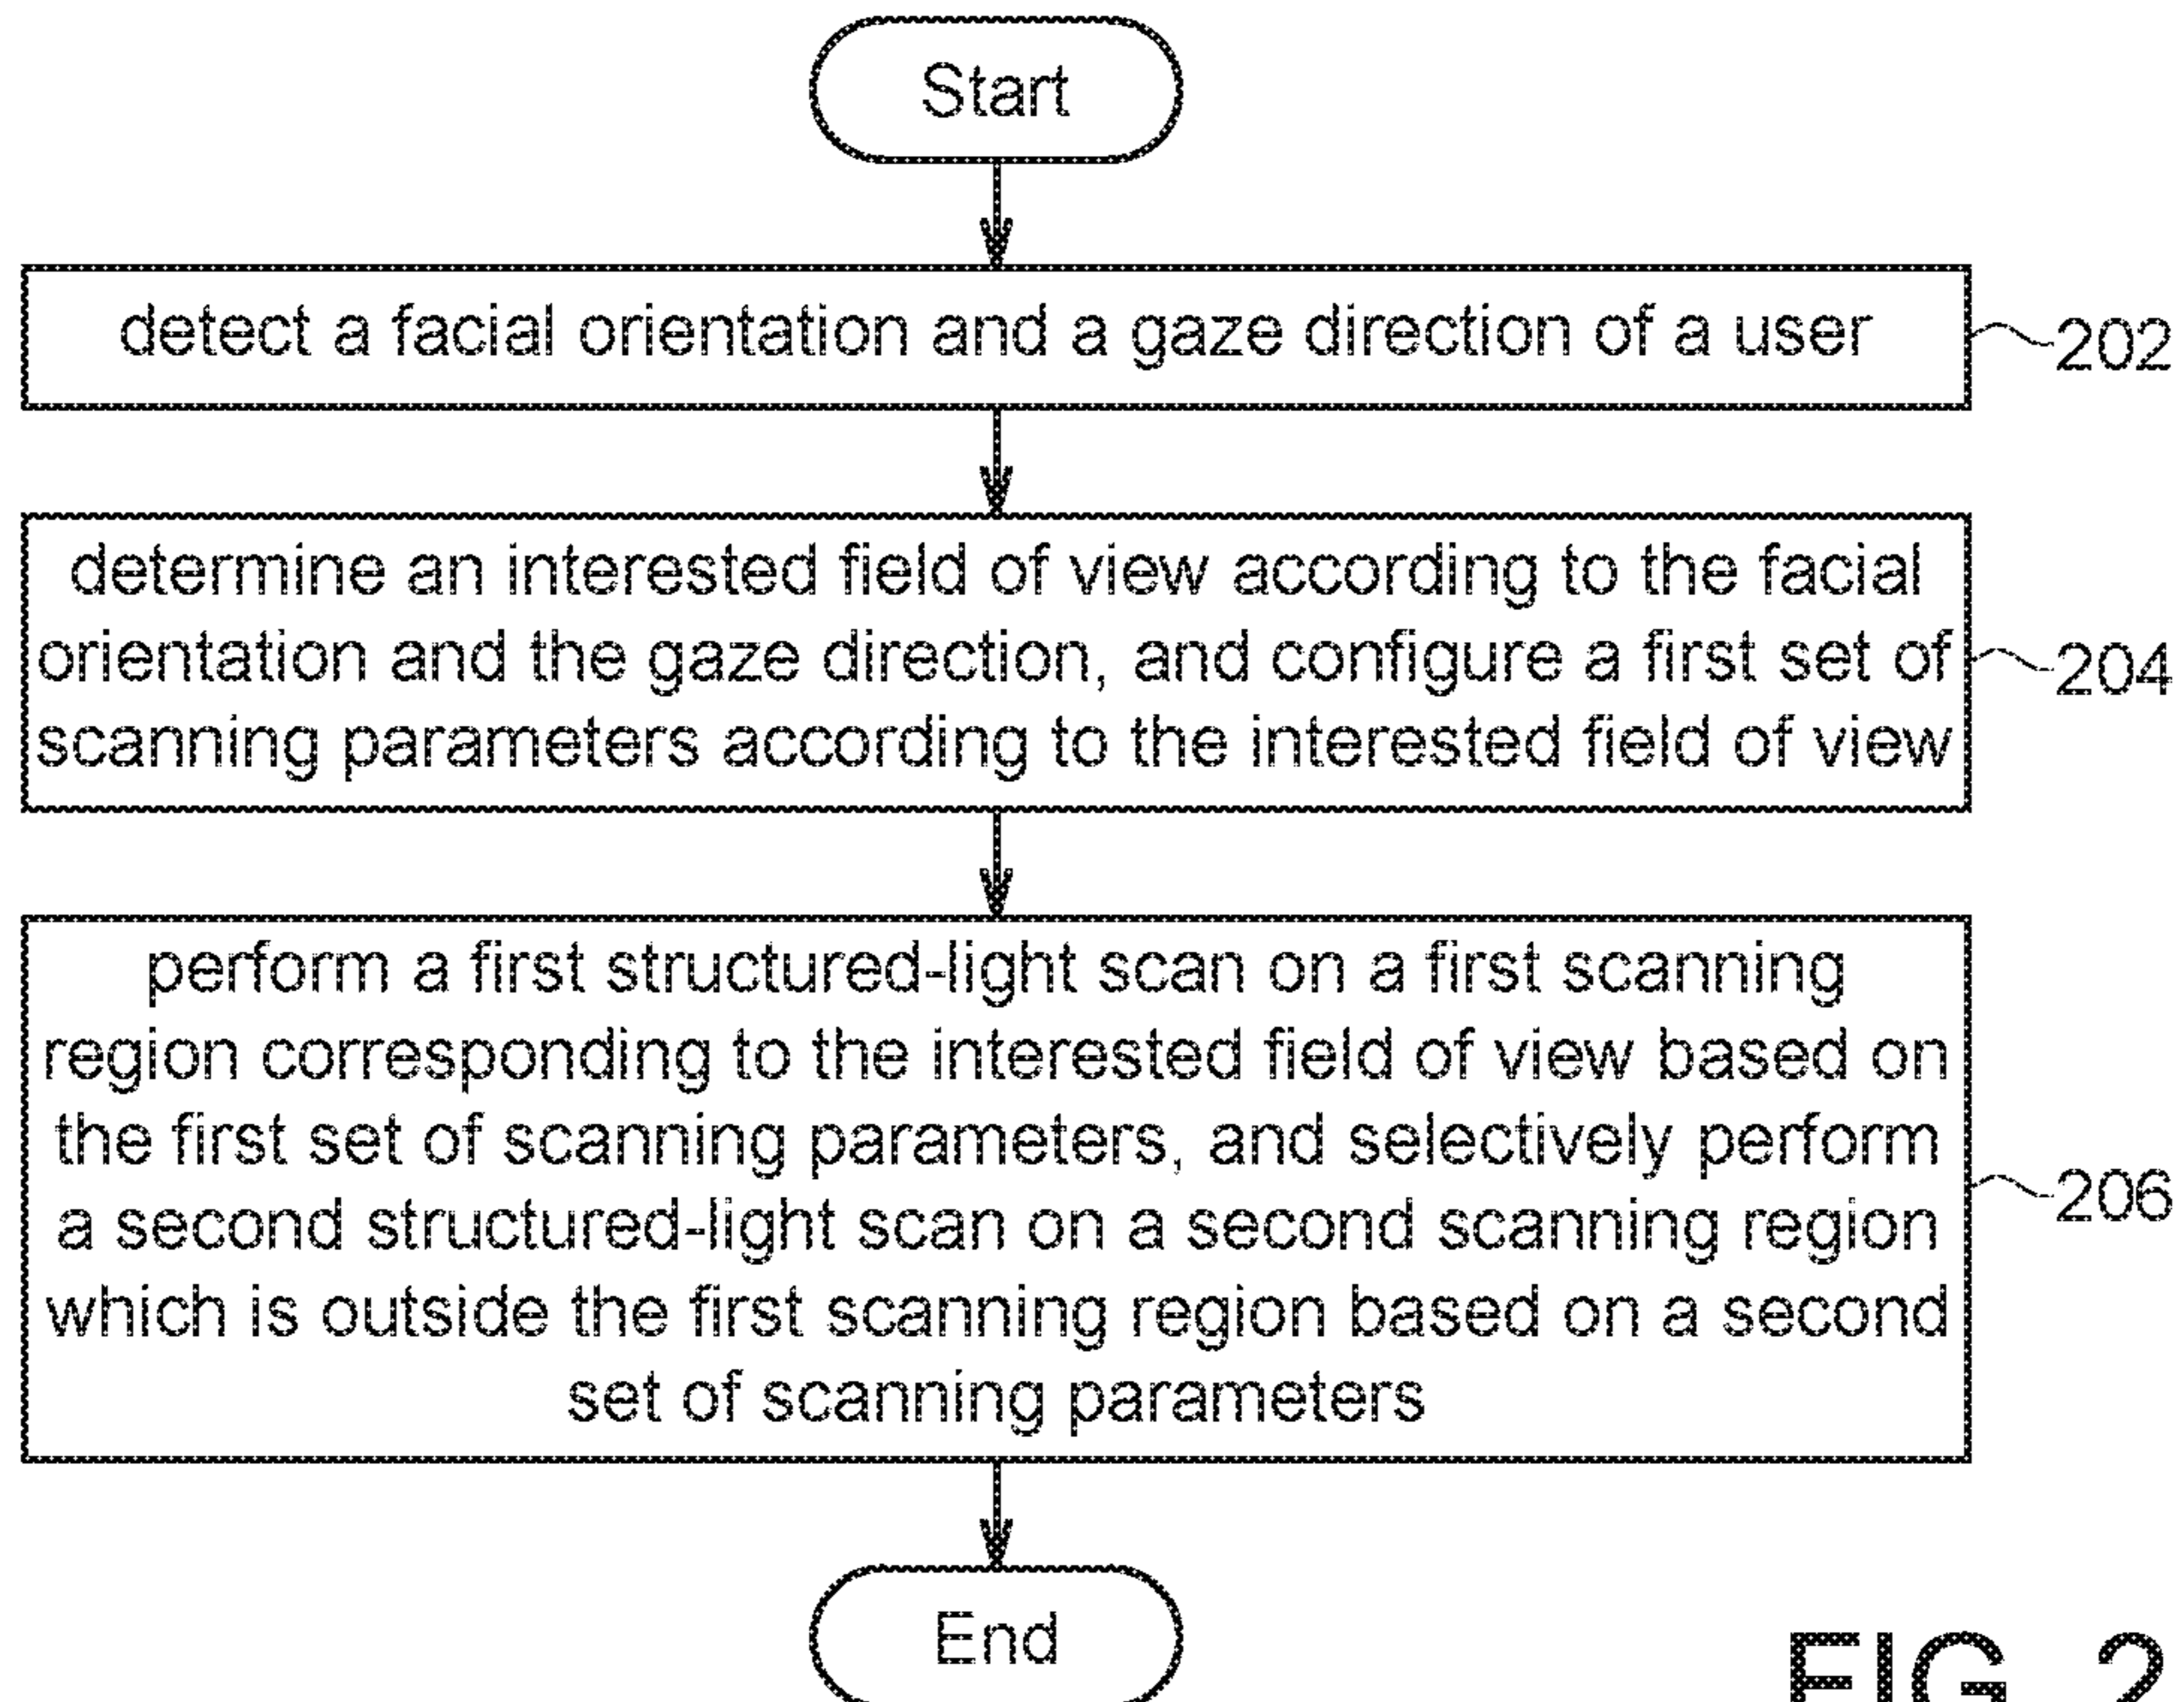 Start
detect a facial orientation and a gaze direction of a user
202
determine an interested field of view according to the facial
orientation and the gaze direction, and configure a first set of
scanning parameters according to the interested field of view
204
perform a first structured-light scan on a first scanning
region corresponding to the interested field of view based on
the first set of scanning parameters, and selectively perform
a second structured-light scan on a second scanning region
which is outside the first scanning region based on a second
set of scanning parameters
206
End
FIG. 2